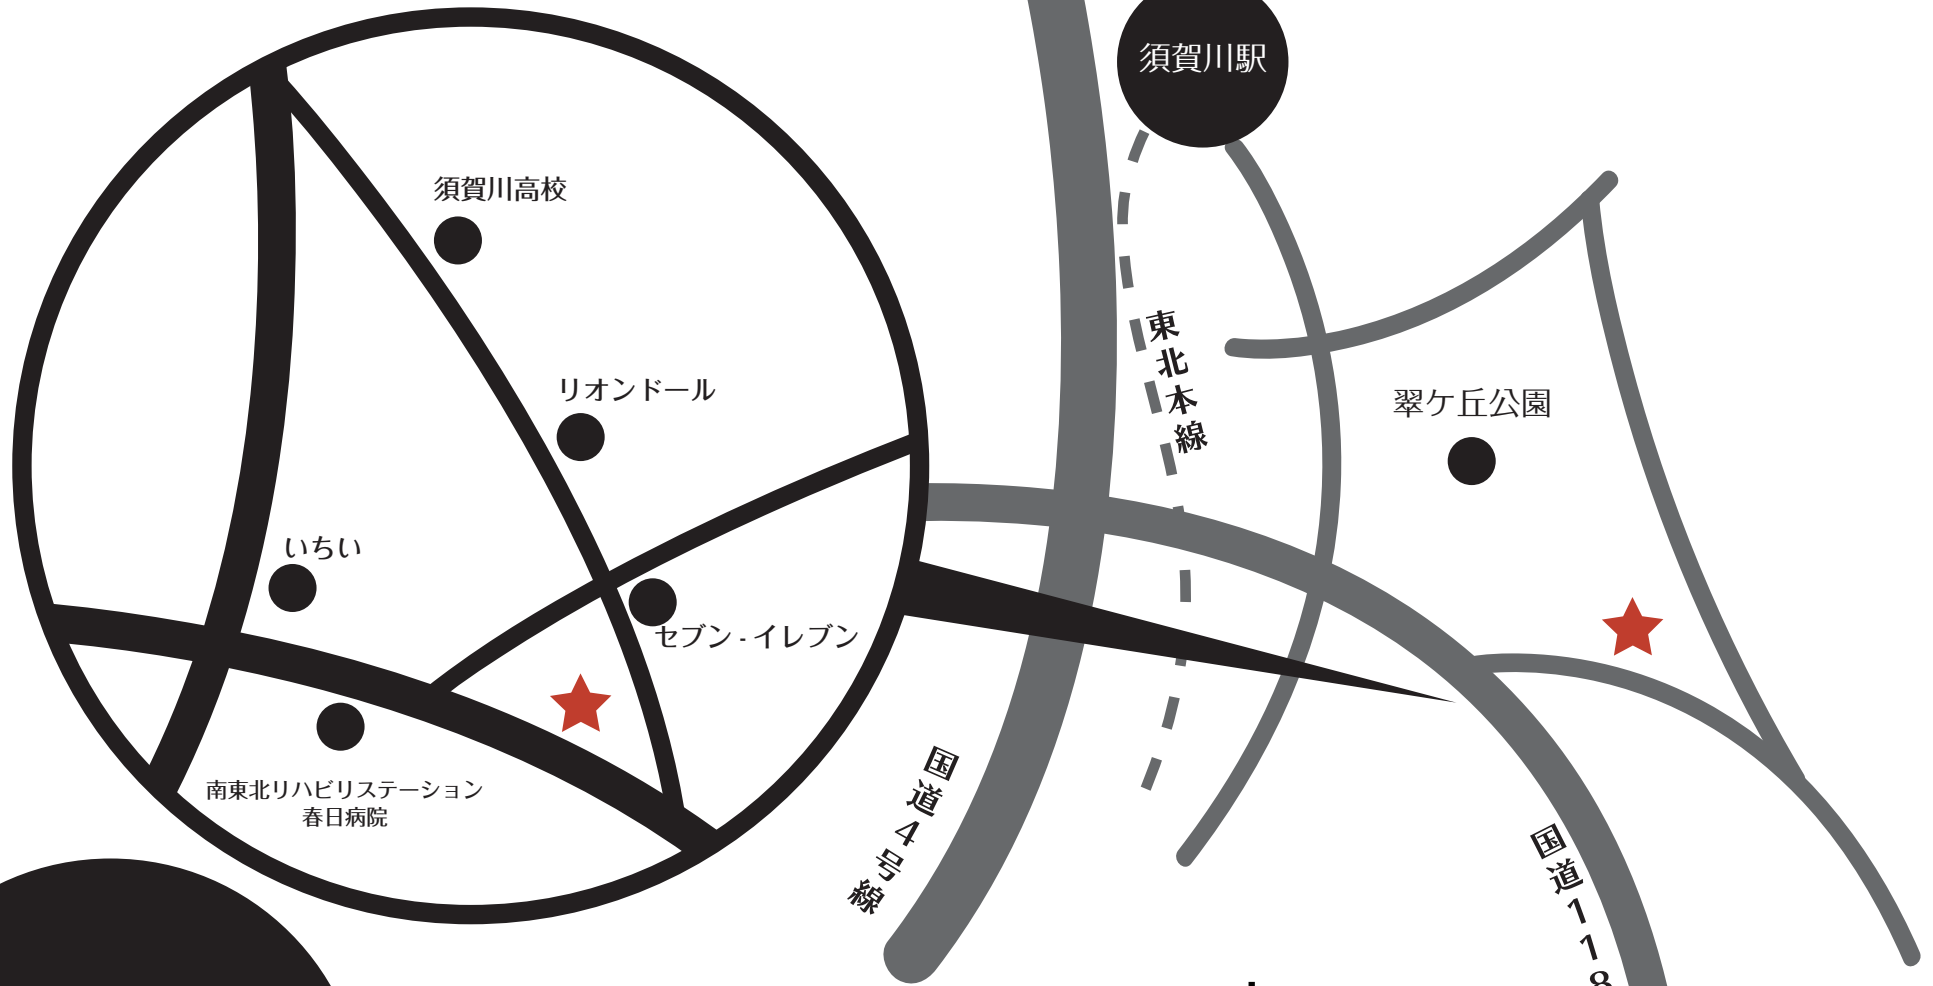 須賀川駅
須賀川高校
東北本線
リオンドール
翠ケ丘公園
いちい
セブン - イレブン
南東北リハビリステーション
春日病院
国道4号線
国道118